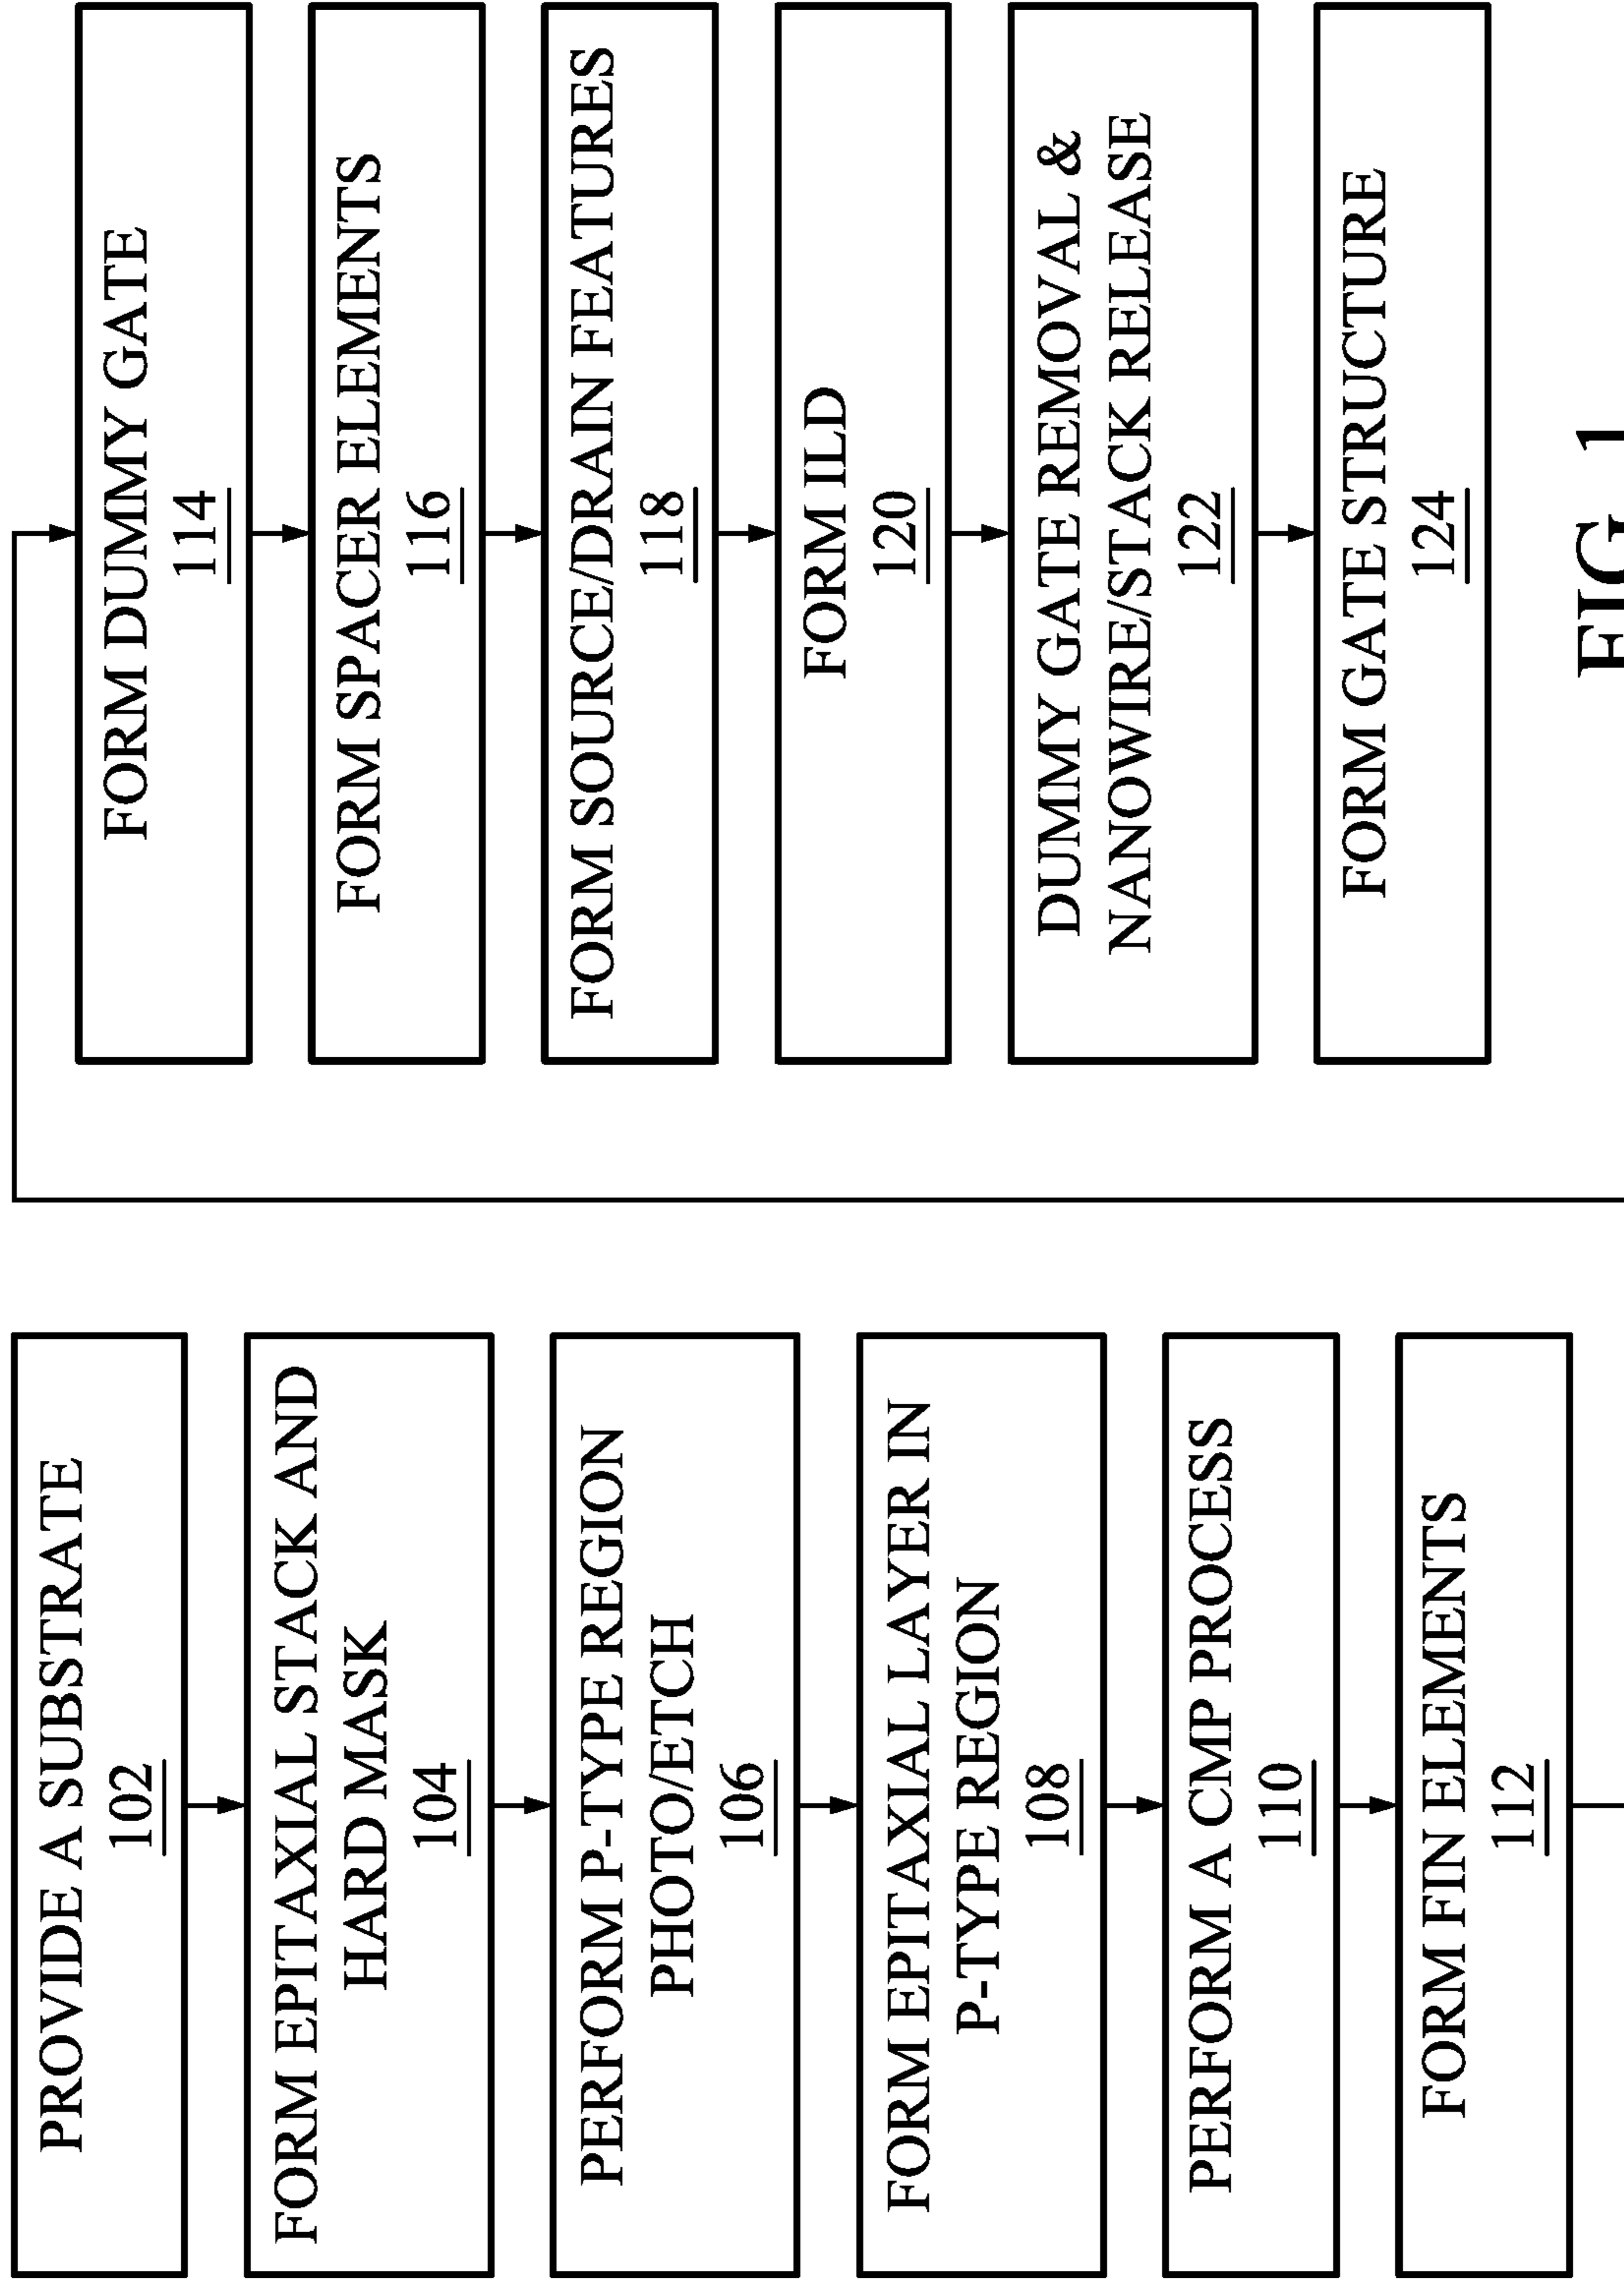 PROVIDE A SUBSTRATE
102
FORM EPITAXIAL STACK AND
HARD MASK
104
PERFORM P-TYPE REGION
PHOTO/ETCH
106
FORM EPITAXIAL LAYER IN
P-TYPE REGION
108
PERFORM A CMP PROCESS
110
FORM FIN ELEMENTS
112
FORM DUMMY GATE
114
FORM SPACER ELEMENTS
116
FORM SOURCE/DRAIN FEATURES
118
FORM ILD
120
DUMMY GATE REMOVAL &
NANOWIRE/STACK RELEASE
122
FORM GATE STRUCTURE
124
FIG 1